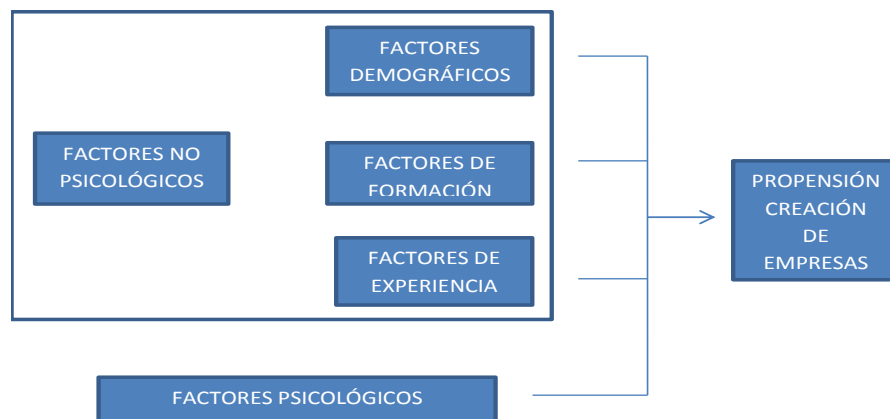 FACTORES
DEMOGRÁFICOS
FACTORES NO
PSICOLÓGICOS
FACTORES DE
FORMACIÓN
FACTORES DE
EXPERIENCIA
PROPENSIÓN
CREACIÓN
DE
EMPRESAS
FACTORES PSICOLÓGICOS